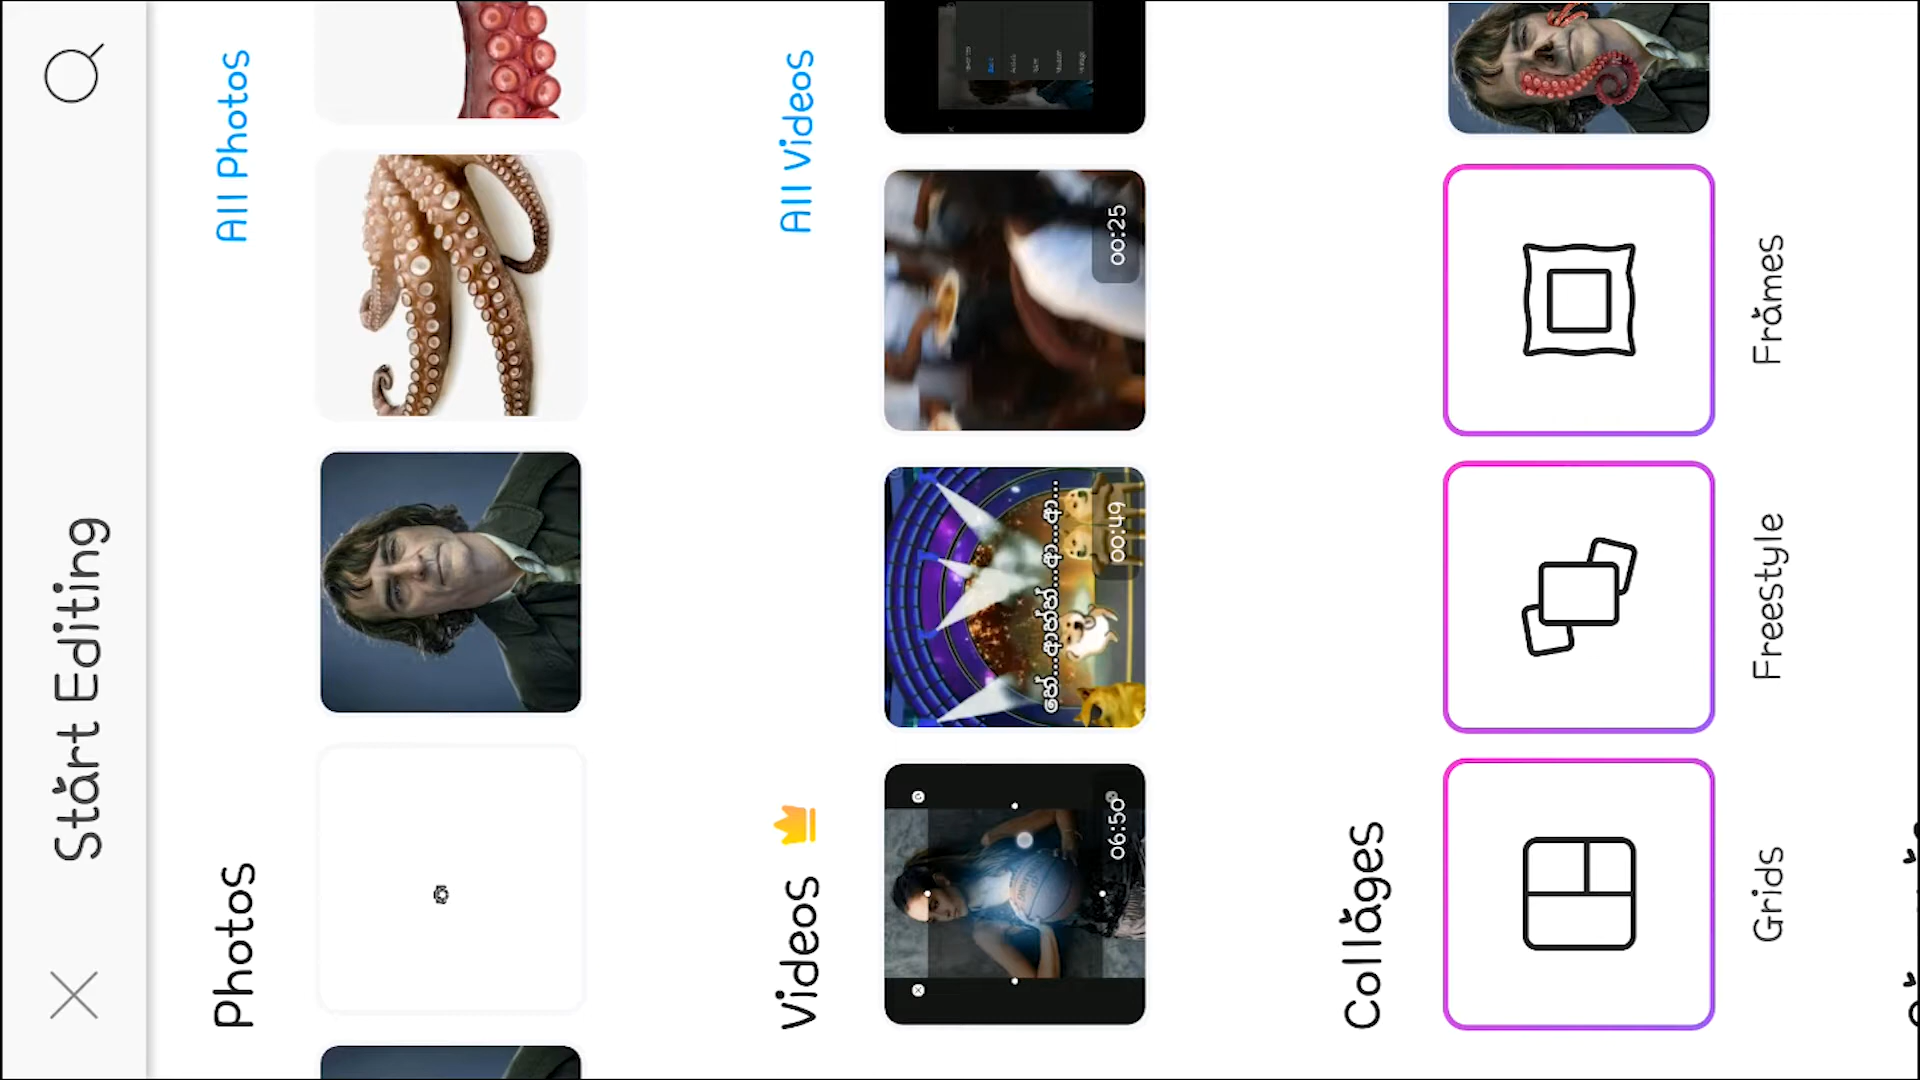 Start Editing
Photos
All Photos
Videos
All Videos
06:50
00:49
00:25
Collages
Grids
Freestyle
Frames